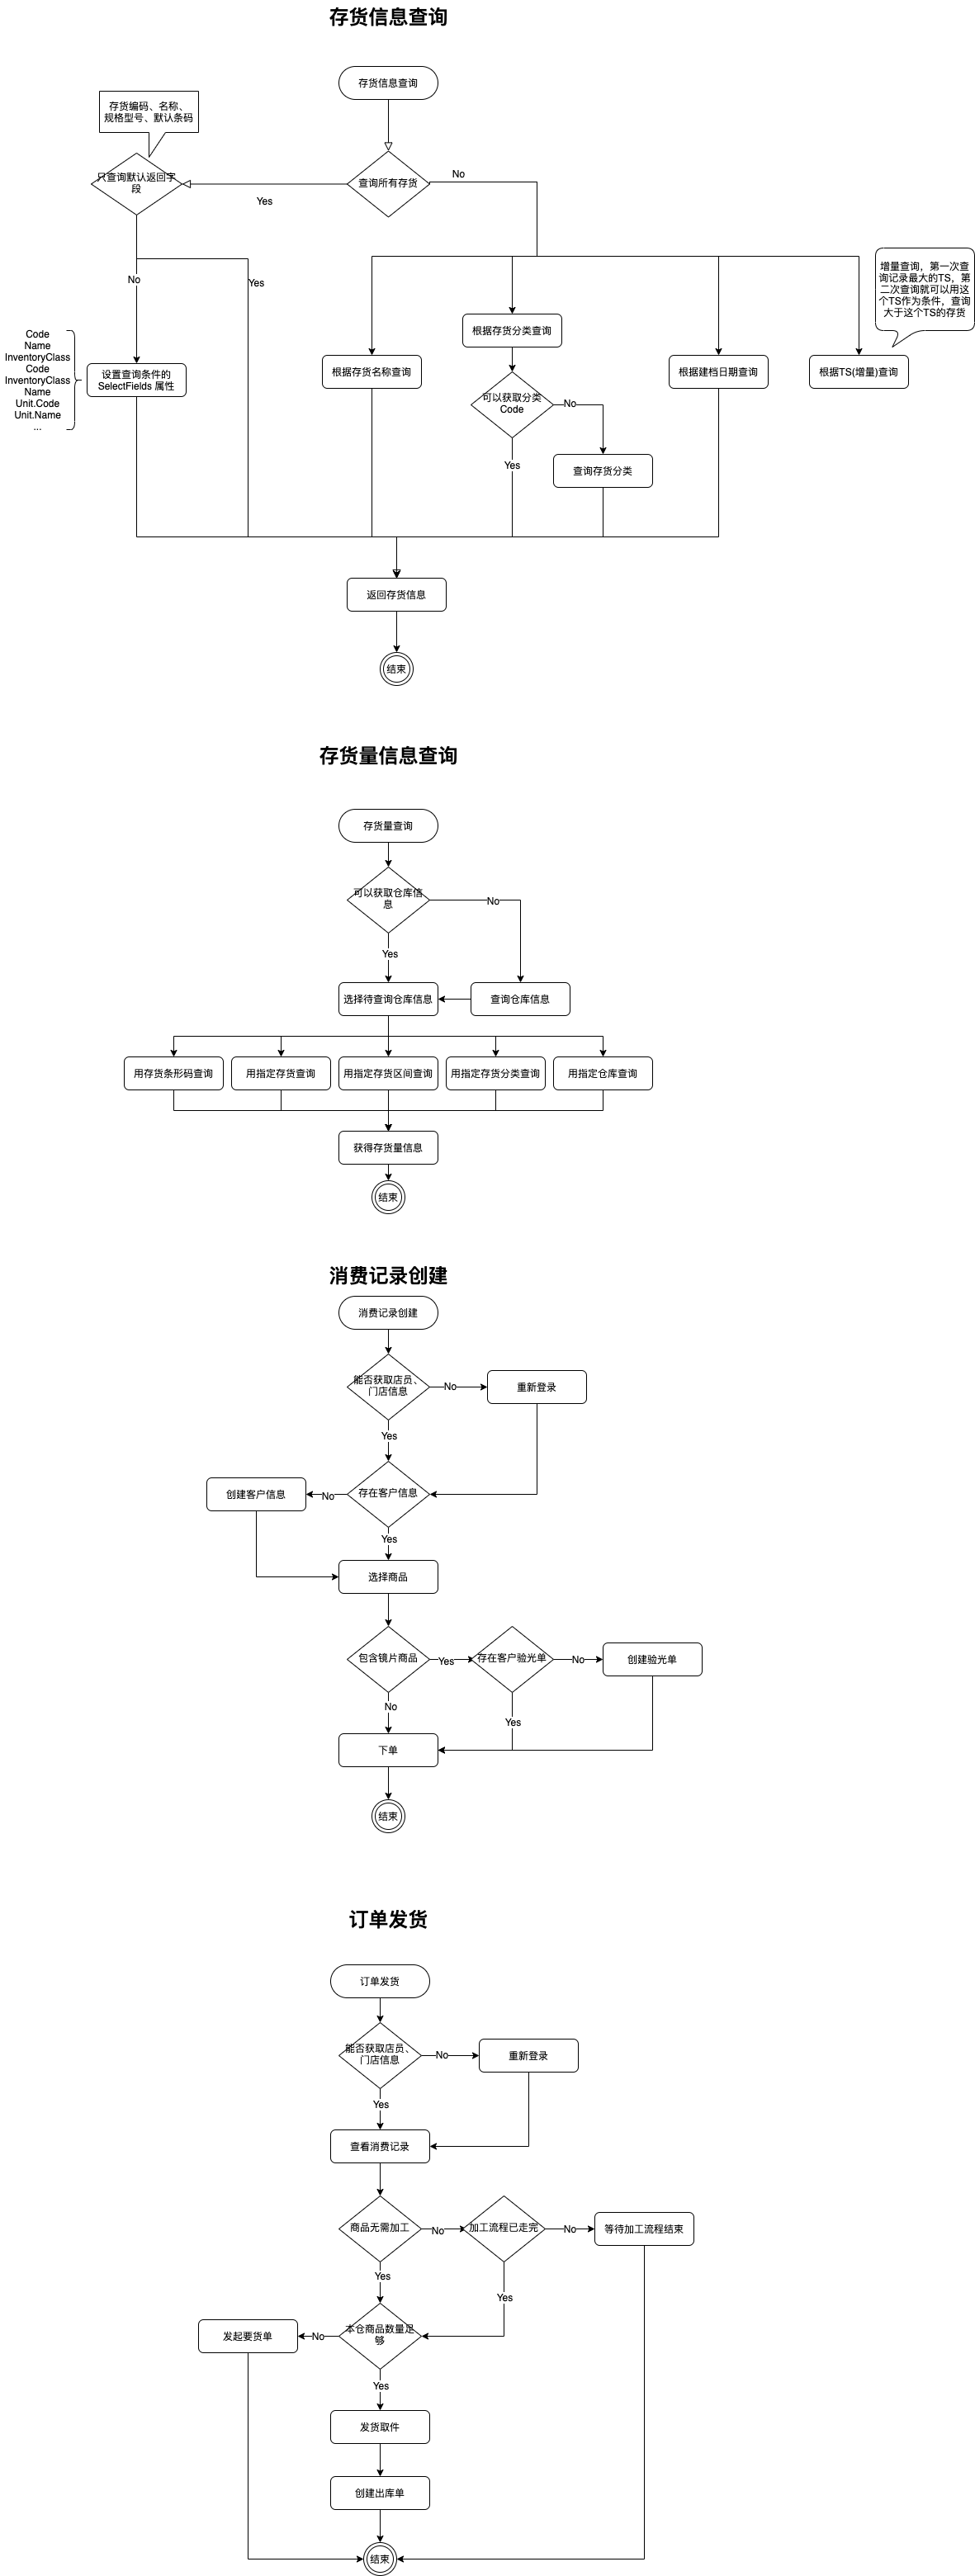 存货信息查询
存货信息查询
存货编码、名称、
规格型号、默认条码
只查询默认返回字
段
查询所有存货
Yes
No
No
Yes
增量查询，第一次查
询记录最大的TS，第
二次查询就可以用这
个TS作为条件，查询
大于这个TS的存货
Code
Name
InventoryClass
Code
InventoryClass
Name
Unit.Code
Unit.Name
...
设置查询条件的
SelectFields 属性
根据存货名称查询
根据存货分类查询
可以获取分类
Code
No
Yes
查询存货分类
根据建档日期查询
根据TS(增量)查询
返回存货信息
结束
存货量信息查询
存货量查询
可以获取仓库信
息
No
Yes
选择待查询仓库信息
查询仓库信息
用存货条形码查询
用指定存货查询
用指定存货区间查询
用指定存货分类查询
用指定仓库查询
获得存货量信息
结束
消费记录创建
消费记录创建
能否获取店员、
门店信息
No
重新登录
Yes
创建客户信息
No
存在客户信息
Yes
选择商品
包含镜片商品
Yes
存在客户验光单
No
创建验光单
No
Yes
下单
结束
订单发货
订单发货
能否获取店员、
门店信息
No
重新登录
Yes
查看消费记录
商品无需加工
No
加工流程已走完
No
等待加工流程结束
Yes
Yes
发起要货单
No
本仓商品数量足
够
Yes
发货取件
创建出库单
结束